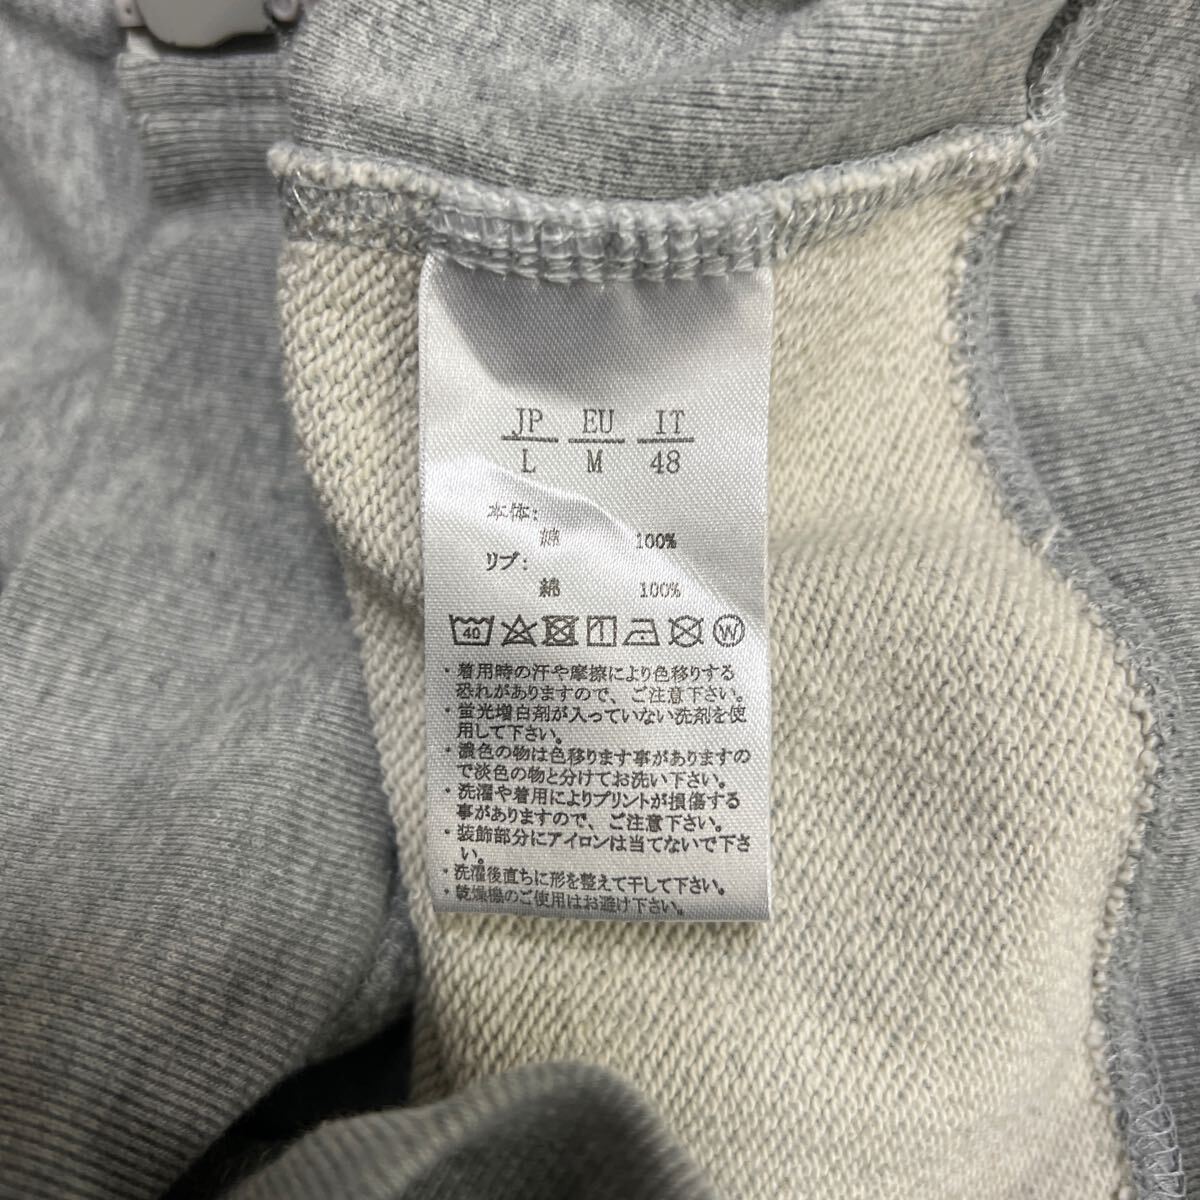 JP EU IT
L M 48
本体:
綿 100%
リブ:
綿 100%
40 W
・着用時の汗や摩擦により色移りする
恐れがありますので、ご注意下さい。
・蛍光増白剤が入っていない洗剤を使
用して下さい。
・濃色の物は色移ります事がありますの
で淡色の物と分けてお洗い下さい。
・洗濯や着用によりプリントが損傷する
事がありますので、ご注意下さい。
・装飾部分にアイロンは当てないで下さ
い。
・洗濯後直ちに形を整えて干して下さい。
・乾燥機のご使用はお避け下さい。